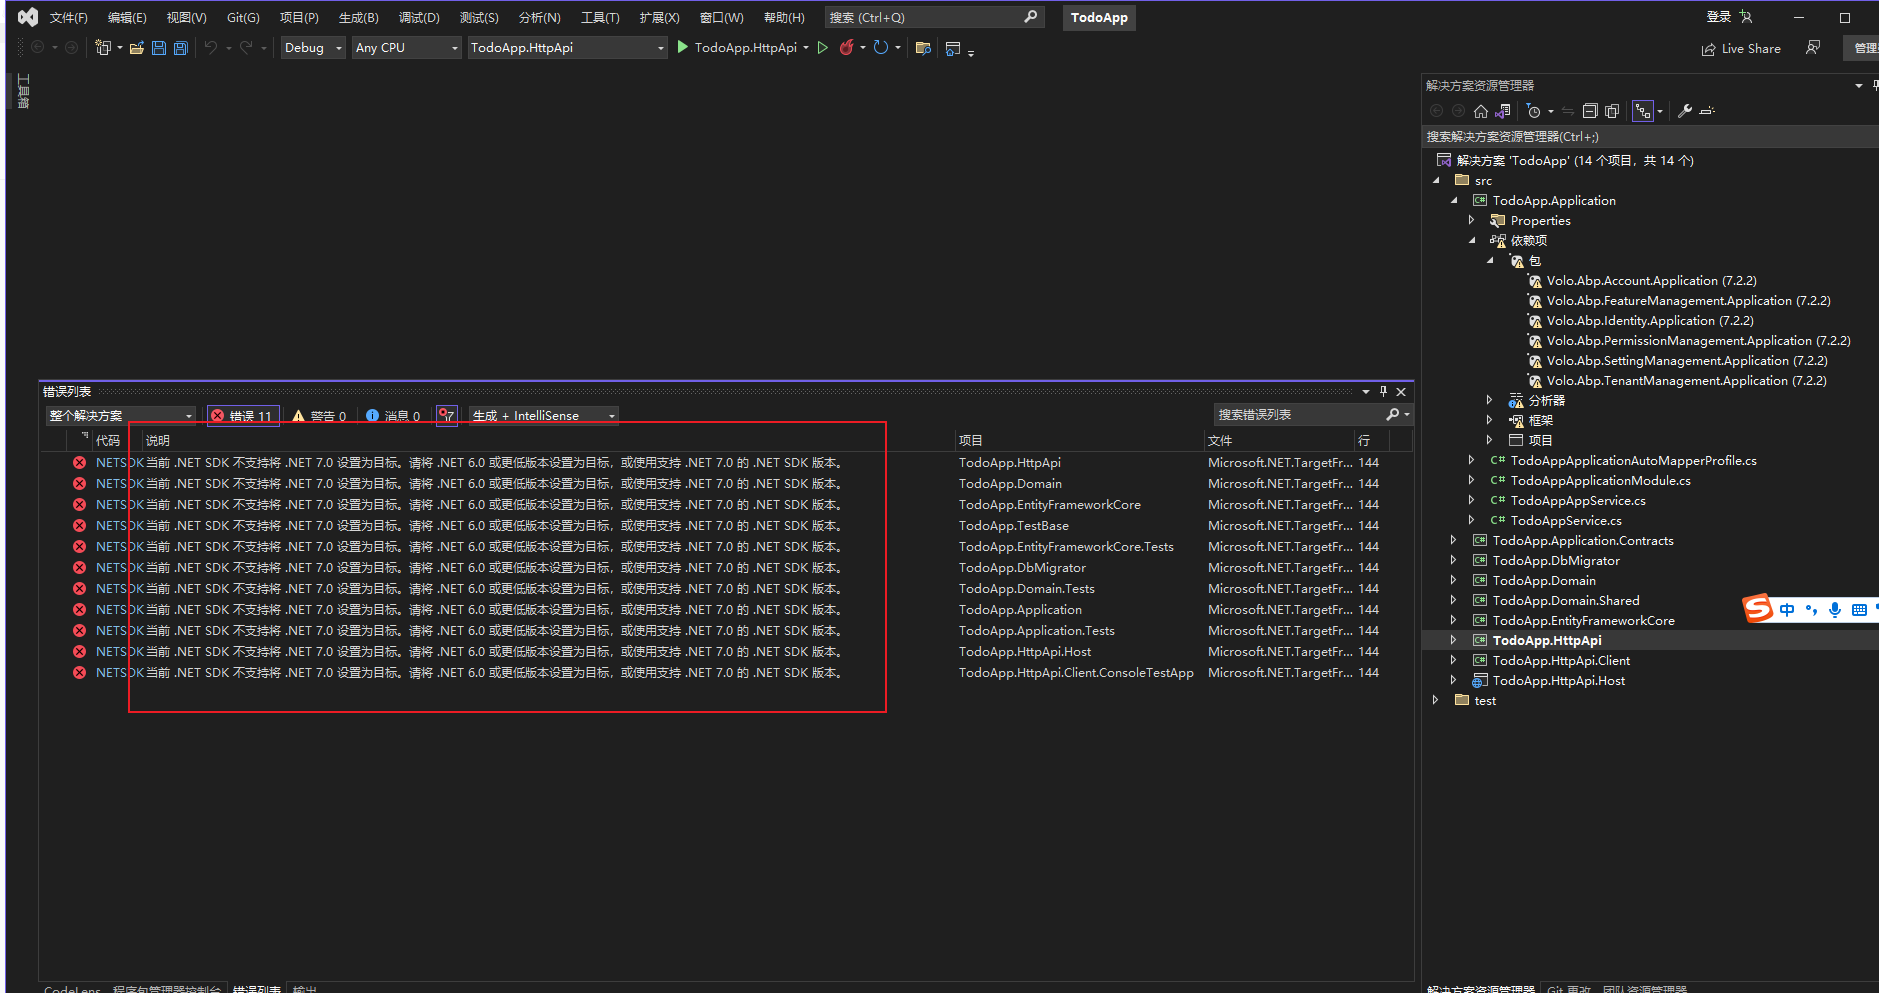 文件(F) 编辑(E) 视图(V) Git(G) 项目(P) 生成(B) 调试(D) 测试(S) 分析(N) 工具(T) 扩展(X) 窗口(W) 帮助(H) 搜索 (Ctrl+Q) TodoApp 登录
Debug Any CPU TodoApp.HttpApi TodoApp.HttpApi Live Share 管理
工具箱
解决方案资源管理器
搜索解决方案资源管理器(Ctrl+;)
解决方案 'TodoApp' (14 个项目，共 14 个)
src
TodoApp.Application
Properties
依赖项
包
Volo.Abp.Account.Application (7.2.2)
Volo.Abp.FeatureManagement.Application (7.2.2)
Volo.Abp.Identity.Application (7.2.2)
Volo.Abp.PermissionManagement.Application (7.2.2)
Volo.Abp.SettingManagement.Application (7.2.2)
Volo.Abp.TenantManagement.Application (7.2.2)
分析器
框架
项目
C# TodoAppApplicationAutoMapperProfile.cs
C# TodoAppApplicationModule.cs
C# TodoAppAppService.cs
C# TodoAppService.cs
TodoApp.Application.Contracts
TodoApp.DbMigrator
TodoApp.Domain
TodoApp.Domain.Shared
TodoApp.EntityFrameworkCore
TodoApp.HttpApi
TodoApp.HttpApi.Client
TodoApp.HttpApi.Host
test
错误列表
整个解决方案 错误 11 警告 0 消息 0 生成 + IntelliSense 搜索错误列表
代码 说明 项目 文件 行
NETSDK 当前 .NET SDK 不支持将 .NET 7.0 设置为目标。请将 .NET 6.0 或更低版本设置为目标，或使用支持 .NET 7.0 的 .NET SDK 版本。 TodoApp.HttpApi Microsoft.NET.TargetFr... 144
NETSDK 当前 .NET SDK 不支持将 .NET 7.0 设置为目标。请将 .NET 6.0 或更低版本设置为目标，或使用支持 .NET 7.0 的 .NET SDK 版本。 TodoApp.Domain Microsoft.NET.TargetFr... 144
NETSDK 当前 .NET SDK 不支持将 .NET 7.0 设置为目标。请将 .NET 6.0 或更低版本设置为目标，或使用支持 .NET 7.0 的 .NET SDK 版本。 TodoApp.EntityFrameworkCore Microsoft.NET.TargetFr... 144
NETSDK 当前 .NET SDK 不支持将 .NET 7.0 设置为目标。请将 .NET 6.0 或更低版本设置为目标，或使用支持 .NET 7.0 的 .NET SDK 版本。 TodoApp.TestBase Microsoft.NET.TargetFr... 144
NETSDK 当前 .NET SDK 不支持将 .NET 7.0 设置为目标。请将 .NET 6.0 或更低版本设置为目标，或使用支持 .NET 7.0 的 .NET SDK 版本。 TodoApp.EntityFrameworkCore.Tests Microsoft.NET.TargetFr... 144
NETSDK 当前 .NET SDK 不支持将 .NET 7.0 设置为目标。请将 .NET 6.0 或更低版本设置为目标，或使用支持 .NET 7.0 的 .NET SDK 版本。 TodoApp.DbMigrator Microsoft.NET.TargetFr... 144
NETSDK 当前 .NET SDK 不支持将 .NET 7.0 设置为目标。请将 .NET 6.0 或更低版本设置为目标，或使用支持 .NET 7.0 的 .NET SDK 版本。 TodoApp.Domain.Tests Microsoft.NET.TargetFr... 144
NETSDK 当前 .NET SDK 不支持将 .NET 7.0 设置为目标。请将 .NET 6.0 或更低版本设置为目标，或使用支持 .NET 7.0 的 .NET SDK 版本。 TodoApp.Application Microsoft.NET.TargetFr... 144
NETSDK 当前 .NET SDK 不支持将 .NET 7.0 设置为目标。请将 .NET 6.0 或更低版本设置为目标，或使用支持 .NET 7.0 的 .NET SDK 版本。 TodoApp.Application.Tests Microsoft.NET.TargetFr... 144
NETSDK 当前 .NET SDK 不支持将 .NET 7.0 设置为目标。请将 .NET 6.0 或更低版本设置为目标，或使用支持 .NET 7.0 的 .NET SDK 版本。 TodoApp.HttpApi.Host Microsoft.NET.TargetFr... 144
NETSDK 当前 .NET SDK 不支持将 .NET 7.0 设置为目标。请将 .NET 6.0 或更低版本设置为目标，或使用支持 .NET 7.0 的 .NET SDK 版本。 TodoApp.HttpApi.Client.ConsoleTestApp Microsoft.NET.TargetFr... 144
中
CodeLens 程序包管理器控制台 错误列表 输出
解决方案资源管理器 Git 更改 团队资源管理器